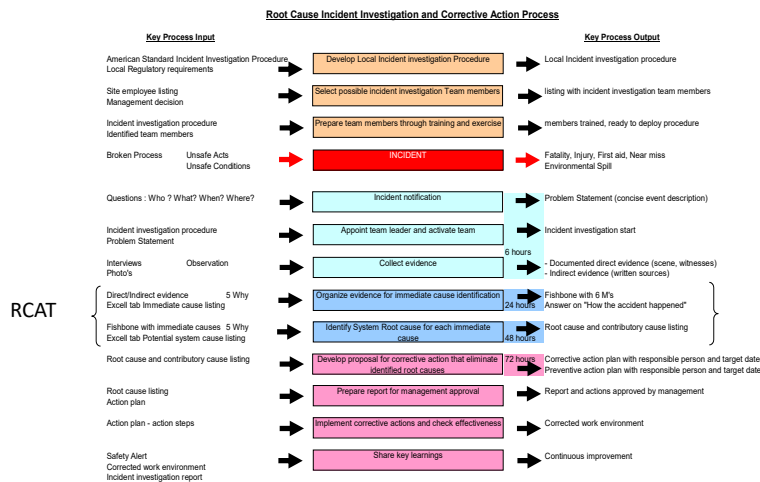 Root Cause Incident Investigation and Corrective Action Process
Key Process Input
Key Process Output
American Standard Incident Investigation Procedure
Local Regulatory requirements
Develop Local Incident investigation Procedure
Local Incident investigation procedure
Site employee listing
Management decision
Select possible incident investigation Team members
listing with incident investigation team members
Incident investigation procedure
Identified team members
Prepare team members through training and exercise
members trained, ready to deploy procedure
Broken Process Unsafe Acts
Unsafe Conditions
INCIDENT
Fatality, Injury, First aid, Near miss
Environmental Spill
Questions : Who ? What? When? Where?
Incident notification
Problem Statement (concise event description)
Incident investigation procedure
Problem Statement
Appoint team leader and activate team
Incident investigation start
6 hours
Interviews Observation
Photo's
Collect evidence
- Documented direct evidence (scene, witnesses)
- Indirect evidence (written sources)
RCAT
Direct/Indirect evidence 5 Why
Excell tab Immediate cause listing
Organize evidence for immediate cause identification
24 hours
Fishbone with 6 M's
Answer on "How the accident happened"
Fishbone with immediate causes 5 Why
Excell tab Potential system cause listing
Identify System Root cause for each immediate
cause
48 hours
Root cause and contributory cause listing
Root cause and contributory cause listing
Develop proposal for corrective action that eliminate
identified root causes
72 hours
Corrective action plan with responsible person and target date
Preventive action plan with responsible person and target date
Root cause listing
Action plan
Prepare report for management approval
Report and actions approved by management
Action plan - action steps
Implement corrective actions and check effectiveness
Corrected work environment
Safety Alert
Corrected work environment
Incident investigation report
Share key learnings
Continuous improvement